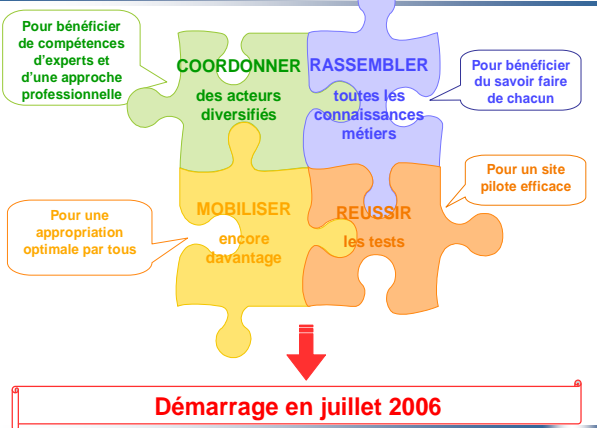 Pour bénéficier
de compétences
d'experts et
d'une approche
professionnelle
COORDONNER
des acteurs
diversifiés
RASSEMBLER
toutes les
connaissances
métiers
Pour bénéficier
du savoir faire
de chacun
Pour une
appropriation
optimale par tous
MOBILISER
encore
davantage
REUSSIR
les tests
Pour un site
pilote efficace
Démarrage en juillet 2006